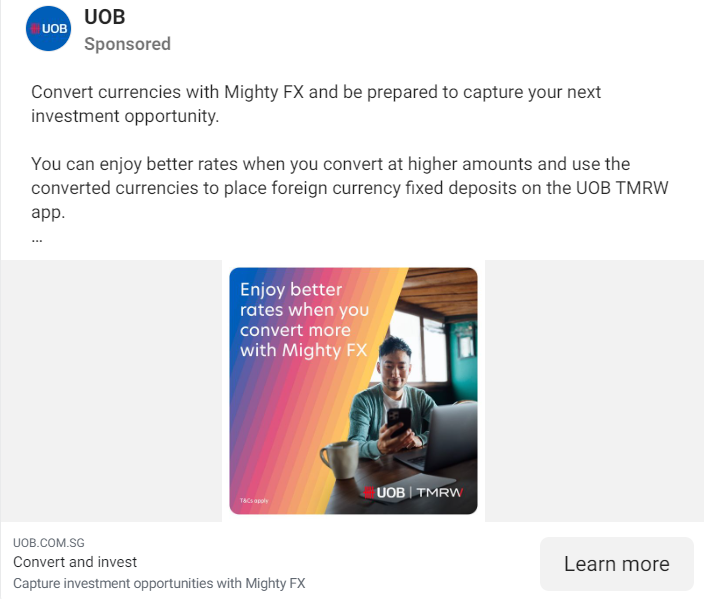 UOB
UOB
Sponsored
Convert currencies with Mighty FX and be prepared to capture your next
investment opportunity.
You can enjoy better rates when you convert at higher amounts and use the
converted currencies to place foreign currency fixed deposits on the UOB TMRW
app.
...
Enjoy better
rates when you
convert more
with Mighty FX
T&Cs apply
UOB | TMRW
UOB.COM.SG
Convert and invest
Capture investment opportunities with Mighty FX
Learn more